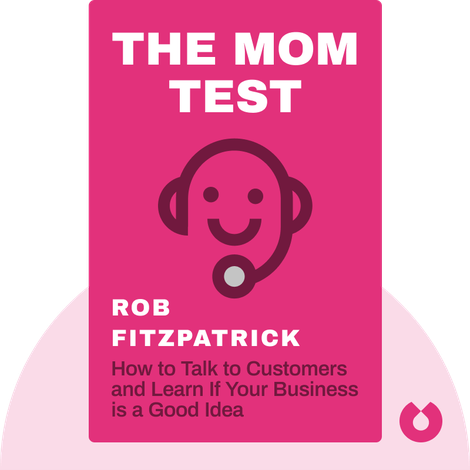 THE MOM
TEST
ROB
FITZPATRICK
How to Talk to Customers
and Learn If Your Business
is a Good Idea